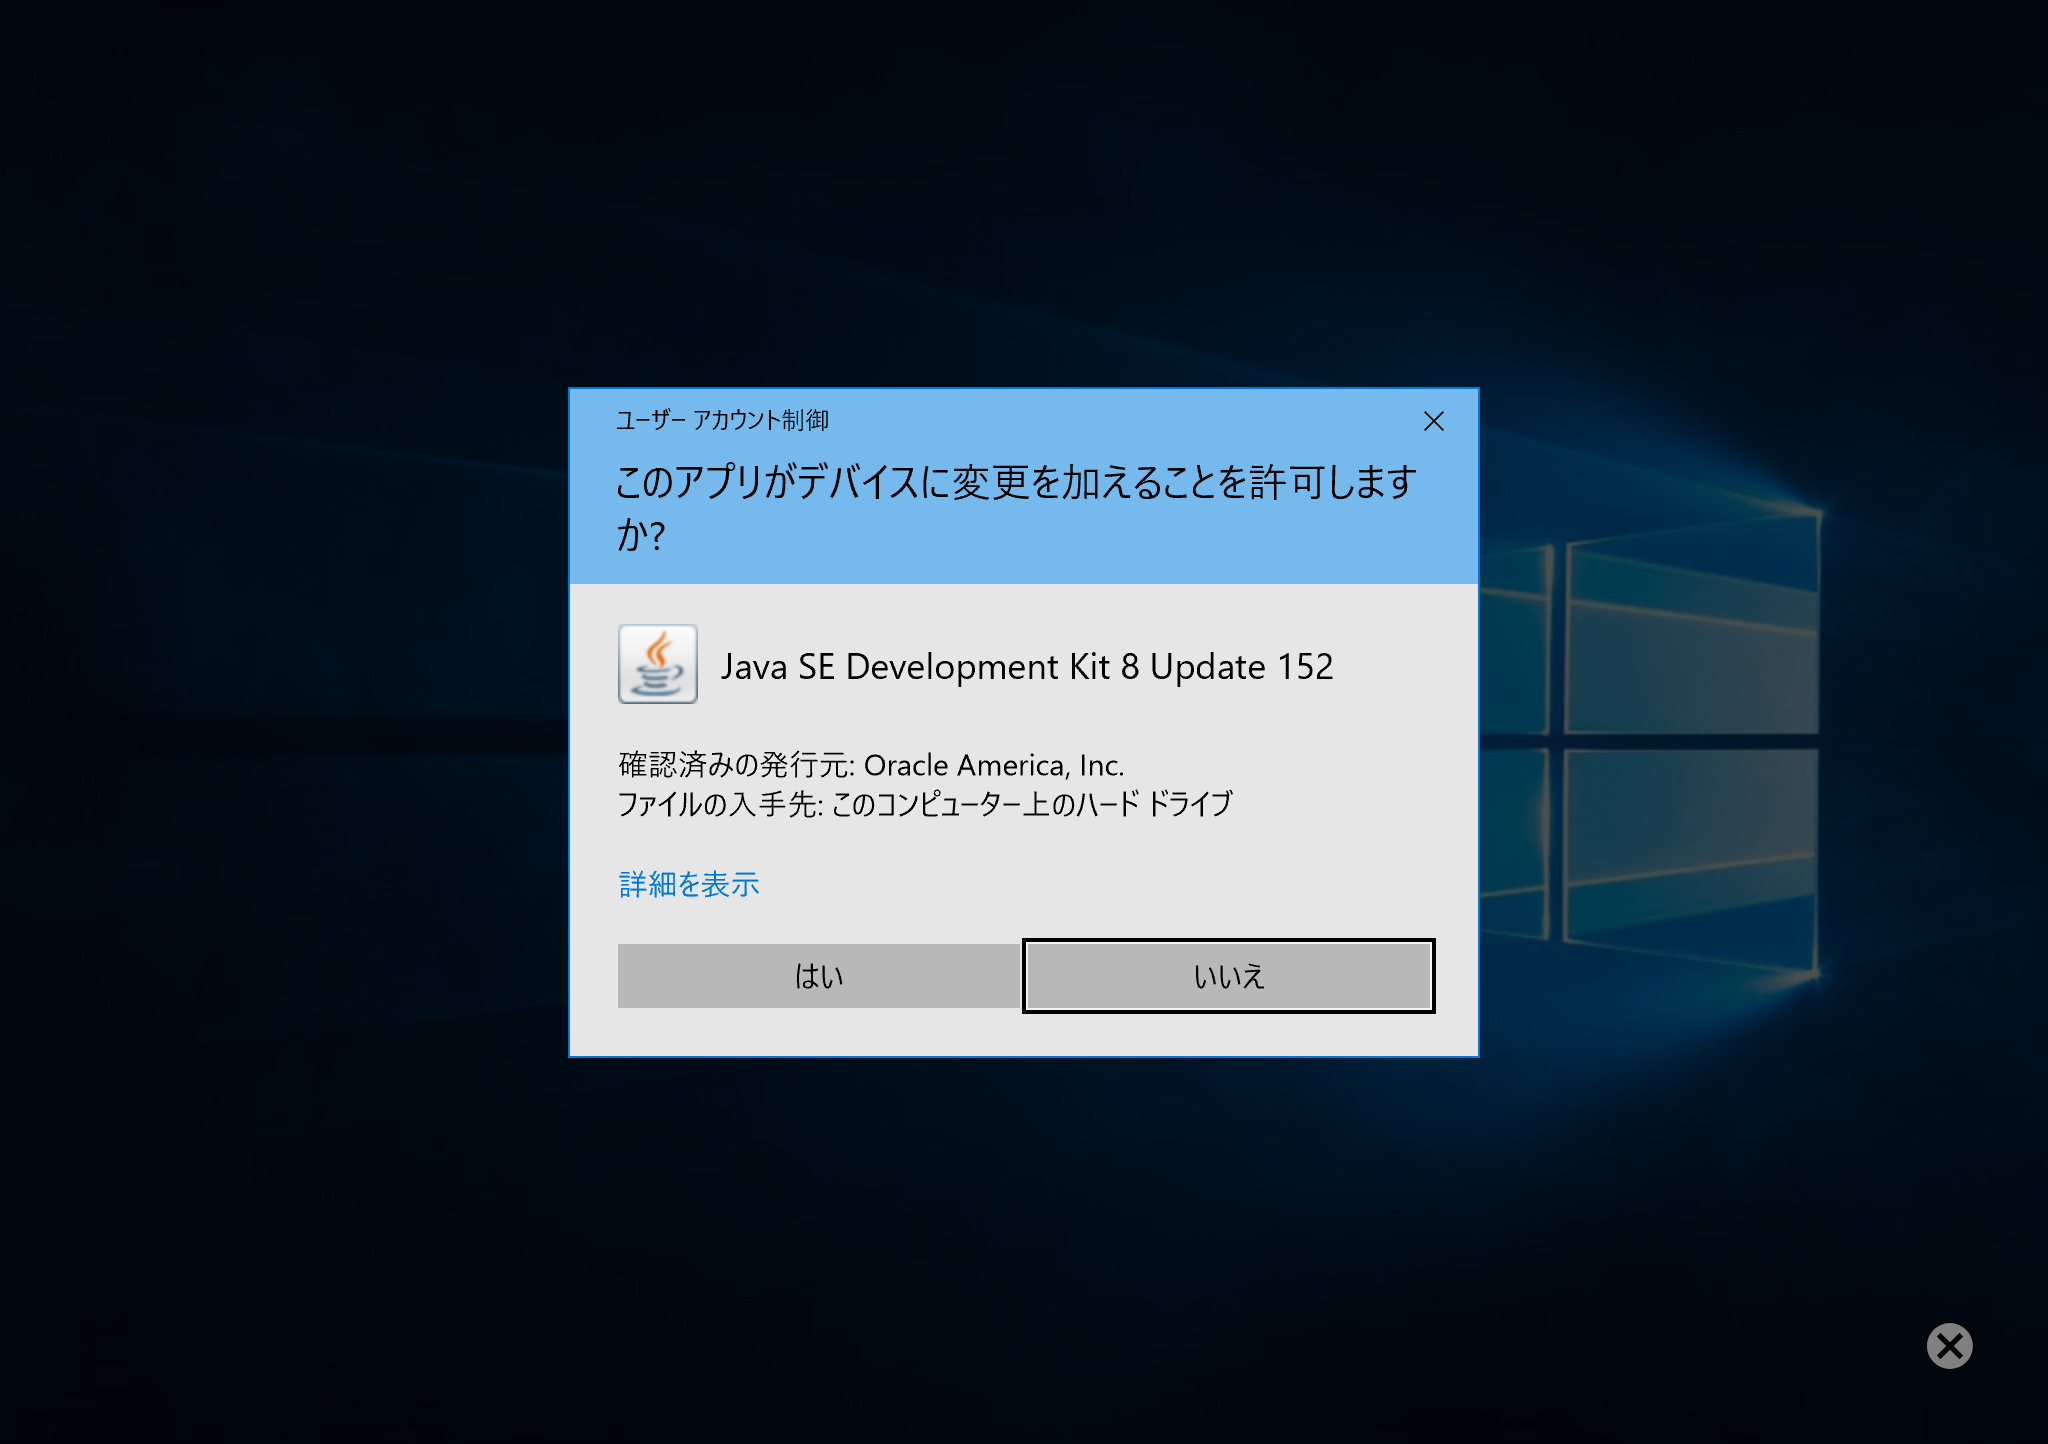 ユーザー アカウント制御
このアプリがデバイスに変更を加えることを許可します
か?
Java SE Development Kit 8 Update 152
確認済みの発行元: Oracle America, Inc.
ファイルの入手先: このコンピューター上のハード ドライブ
詳細を表示
はい
いいえ